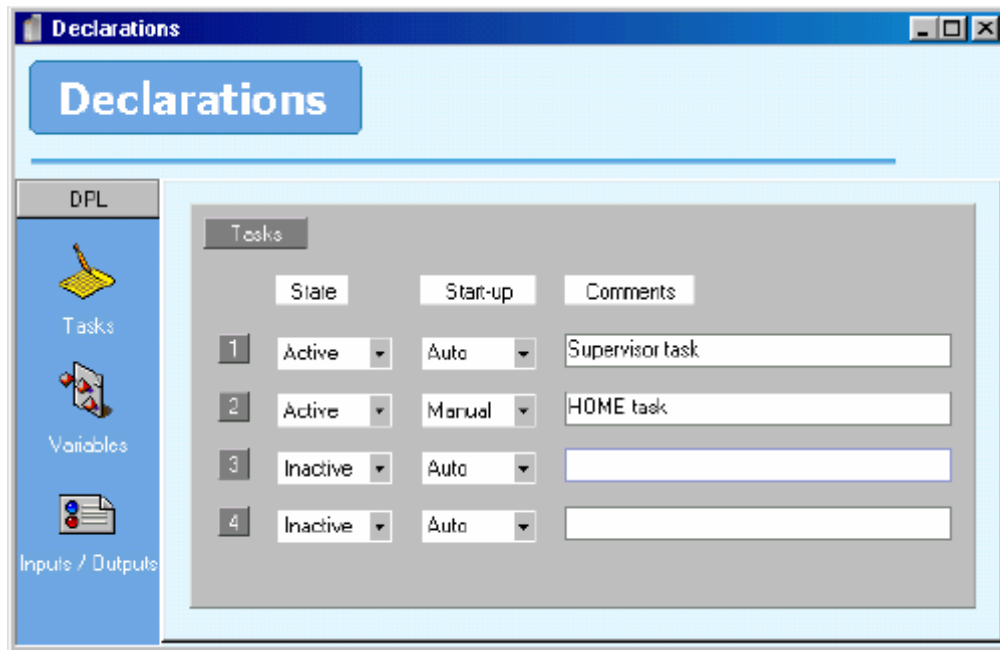 Declarations
Declarations
DPL
Tasks
Variables
Inputs / Outputs
Tasks
State Start-up Comments
1 Active Auto Supervisor task
2 Active Manual HOME task
3 Inactive Auto
4 Inactive Auto